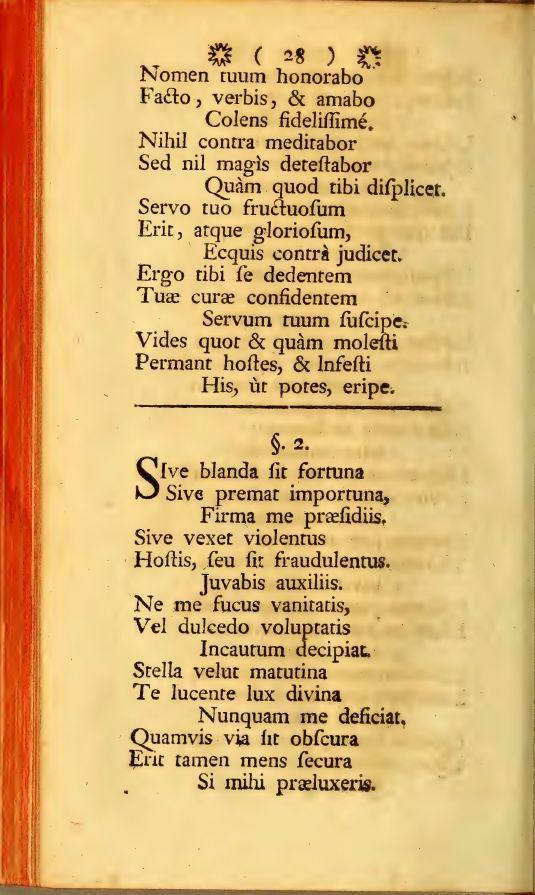 ( 28 )
Nomen tuum honorabo
Facto, verbis, & amabo
Colens fideliſſimé.
Nihil contra meditabor
Sed nil magìs deteſtabor
Quàm quod tibi diſplicet.
Servo tuo fructuoſum
Erit, atque glorioſum,
Ecquis contrà judicet.
Ergo tibi ſe dedentem
Tuæ curæ confidentem
Servum tuum ſuſcipe.
Vides quot & quàm moleſti
Permant hoſtes, & Infeſti
His, ùt potes, eripe.
§. 2.
SIve blanda ſit fortuna
Sive premat importuna,
Firma me præſidiis.
Sive vexet violentus
Hoſtis, ſeu ſit fraudulentus.
Juvabis auxiliis.
Ne me fucus vanitatis,
Vel dulcedo voluptatis
Incautum decipiat.
Stella velut matutina
Te lucente lux divina
Nunquam me deficiat,
Quamvis via ſit obſcura
Erit tamen mens ſecura
Si mihi præluxeris.